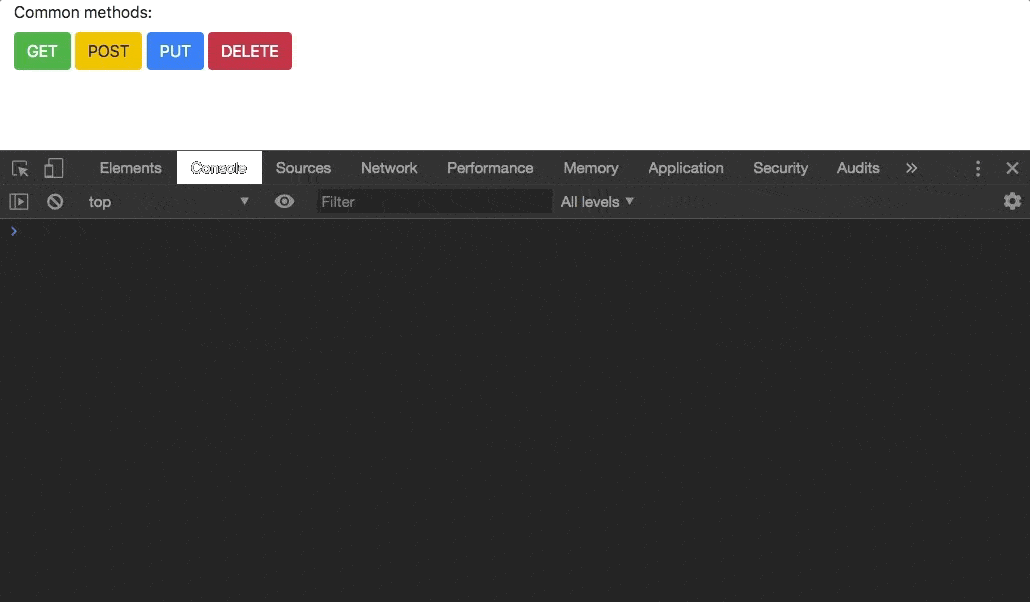 Common methods:
GET POST PUT DELETE
Elements Console Sources Network Performance Memory Application Security Audits »
top Filter All levels